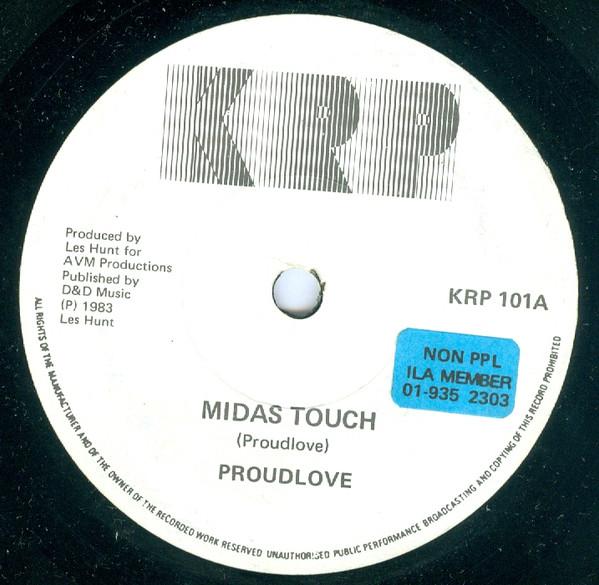 KRP
Produced by
Les Hunt for
AVM Productions
Published by
D&D Music
(P) 1983
Les Hunt
KRP 101A
NON PPL
ILA MEMBER
01-935 2303
MIDAS TOUCH
(Proudlove)
PROUDLOVE
ALL RIGHTS OF THE MANUFACTURER AND OF THE OWNER OF THE RECORDED WORK RESERVED UNAUTHORISED PUBLIC PERFORMANCE BROADCASTING AND COPYING OF THIS RECORD PROHIBITED